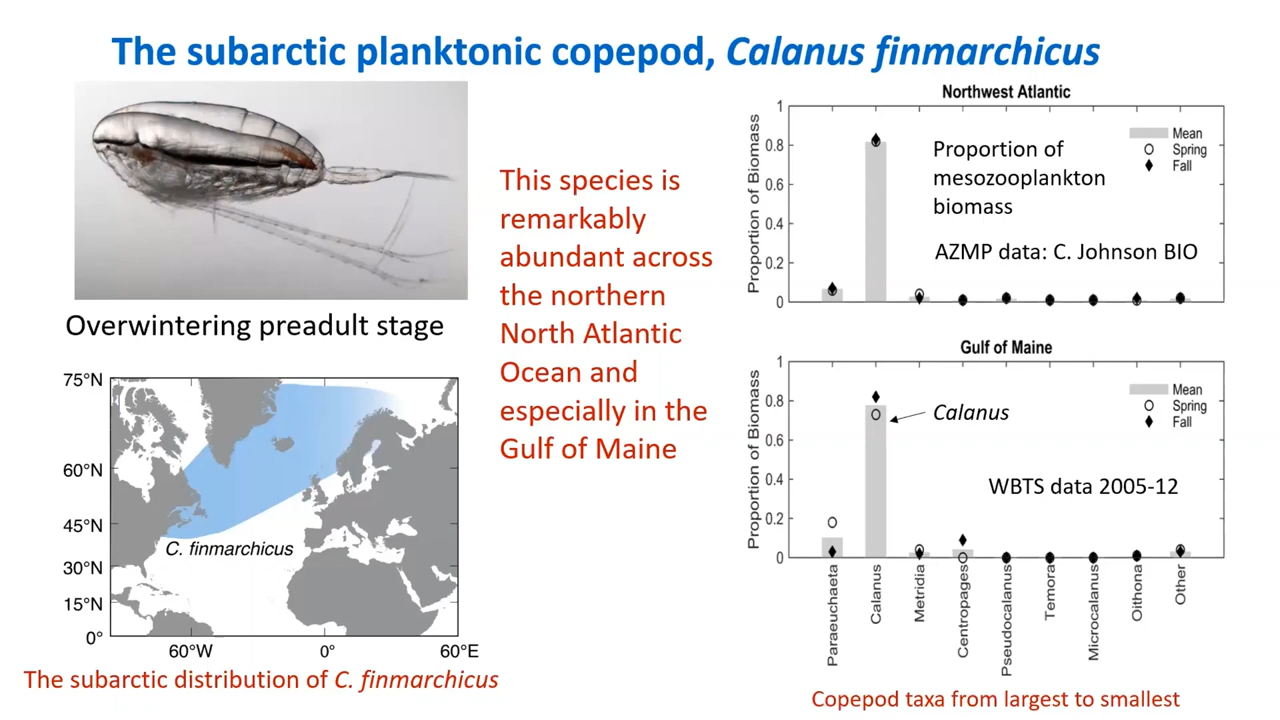 The subarctic planktonic copepod, Calanus finmarchicus
Overwintering preadult stage
75°N
60°N
45°N
30°N
15°N
0°
60°W
0°
60°E
C. finmarchicus
The subarctic distribution of C. finmarchicus
This species is
remarkably
abundant across
the northern
North Atlantic
Ocean and
especially in the
Gulf of Maine
Northwest Atlantic
Proportion of Biomass
1
0.8
0.6
0.4
0.2
0
Mean
Spring
Fall
Proportion of
mesozooplankton
biomass
AZMP data: C. Johnson BIO
Gulf of Maine
Proportion of Biomass
1
0.8
0.6
0.4
0.2
0
Mean
Spring
Fall
Calanus
WBTS data 2005-12
Paraeuchaeta
Calanus
Metridia
Centropages
Pseudocalanus
Temora
Microcalanus
Oithona
Other
Copepod taxa from largest to smallest